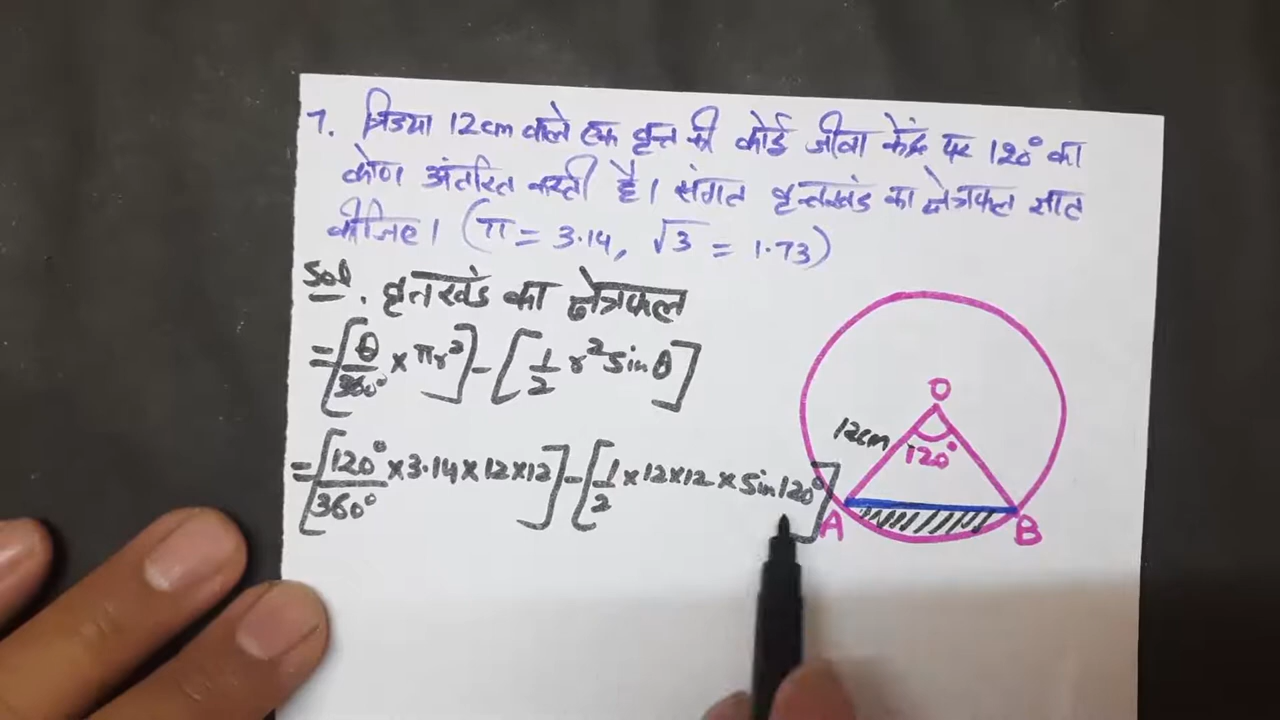 7. त्रिज्या 12cm वाले एक वृत्त की कोई जीवा केंद्र पर 120° का
कोण अंतरित करती है। संगत वृत्तखंड का क्षेत्रफल ज्ञात
कीजिए। (π = 3.14, √3 = 1.73)
Sol. वृत्तखंड का क्षेत्रफल
= [θ/360° × πr²] - [1/2 r² sin θ]
= [120°/360° × 3.14 × 12 × 12] - [1/2 × 12 × 12 × sin 120°]
O
12cm
120°
A
B